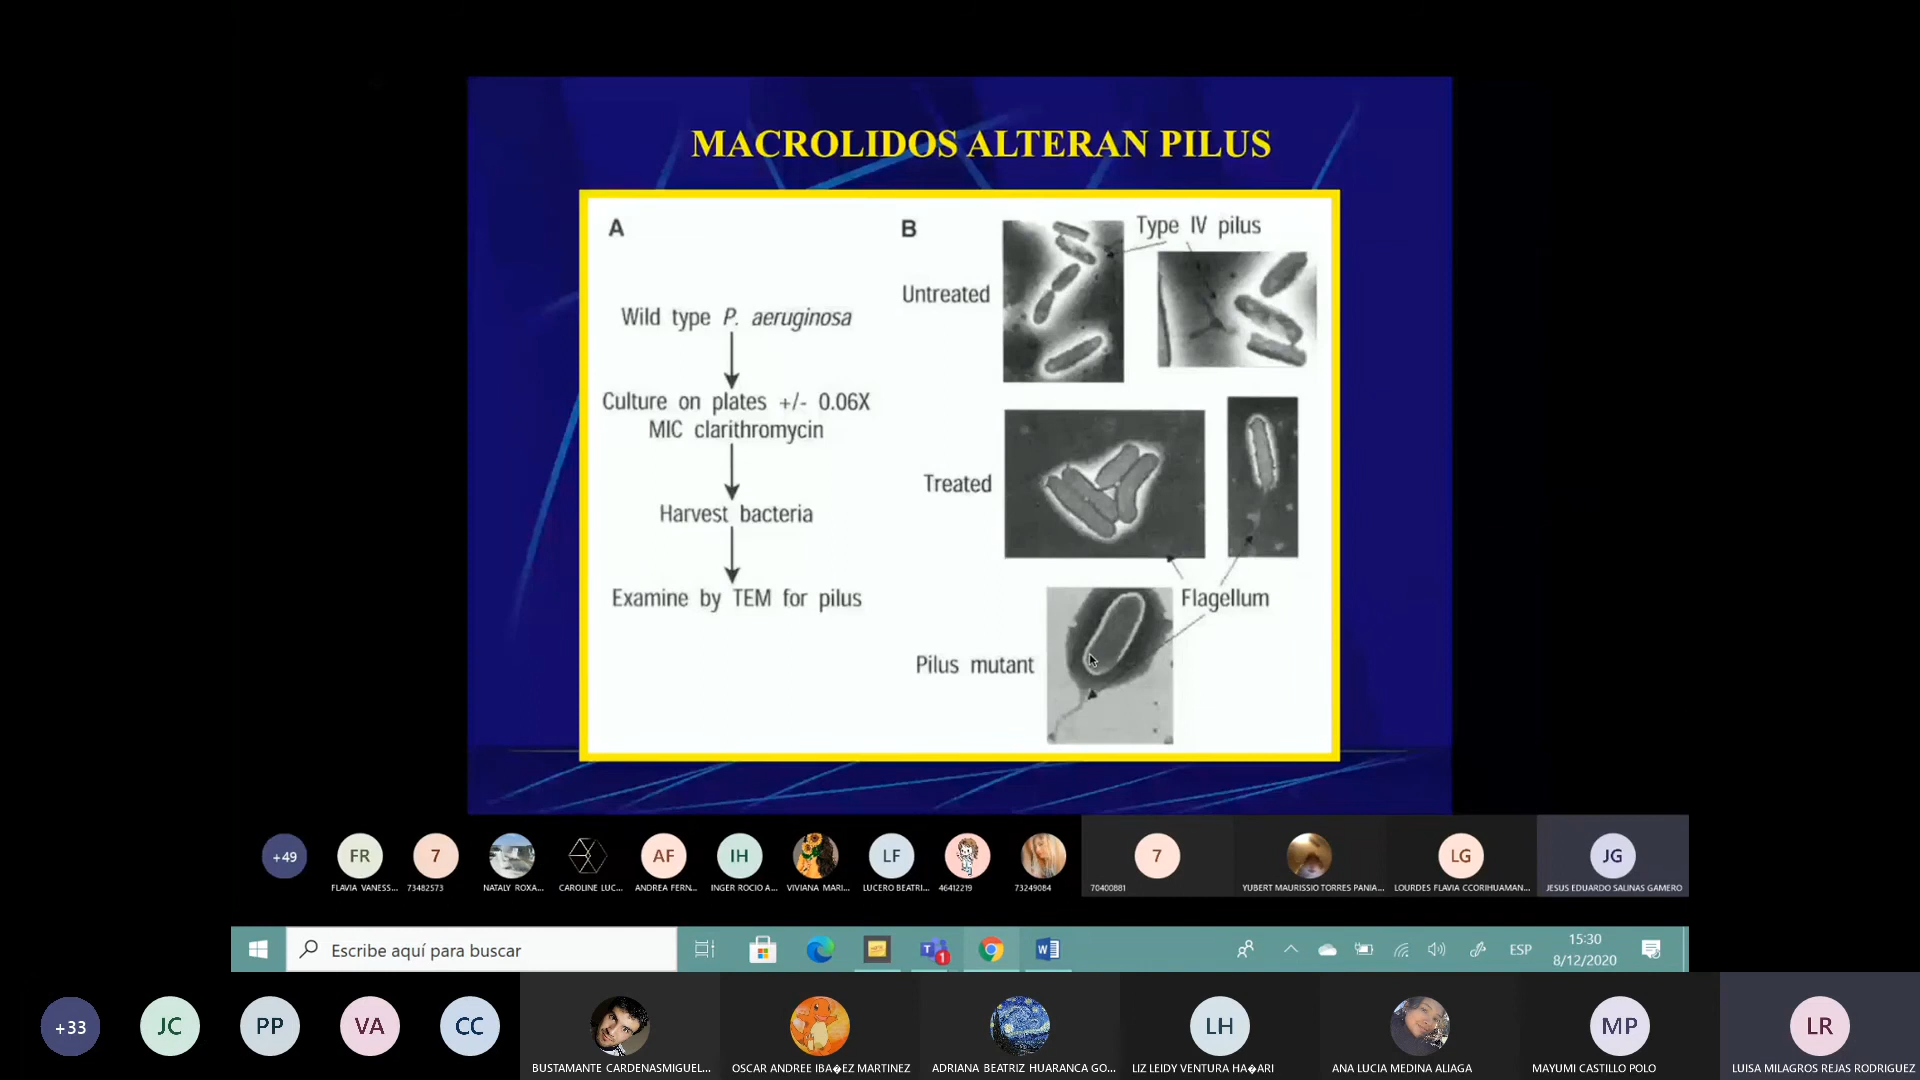 MACROLIDOS ALTERAN PILUS
A
Wild type P. aeruginosa
Culture on plates +/- 0.06X
MIC clarithromycin
Harvest bacteria
Examine by TEM for pilus
B
Type IV pilus
Untreated
Treated
Flagellum
Pilus mutant
+49
FR
7
AF
IH
LF
7
LG
JG
FLAVIA VANESS...
73482573
NATALY ROXA...
CAROLINE LUC...
ANDREA FERN...
INGER ROCIO A...
VIVIANA MARI...
LUCERO BEATRI...
46412219
73249084
70400881
YUBERT MAURISSIO TORRES PANIA...
LOURDES FLAVIA CCORIHUAMAN...
JESUS EDUARDO SALINAS GAMERO
Escribe aquí para buscar
1
ESP
15:30
8/12/2020
+33
JC
PP
VA
CC
LH
MP
LR
BUSTAMANTE CARDENASMIGUEL...
OSCAR ANDREE IBA�EZ MARTINEZ
ADRIANA BEATRIZ HUARANCA GO...
LIZ LEIDY VENTURA HA�ARI
ANA LUCIA MEDINA ALIAGA
MAYUMI CASTILLO POLO
LUISA MILAGROS REJAS RODRIGUEZ